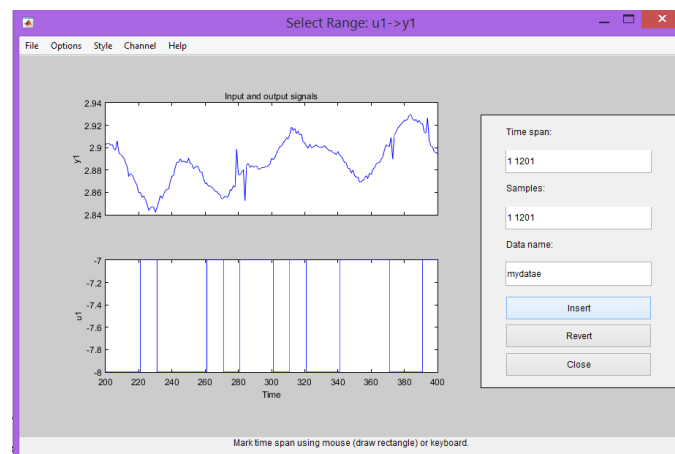 Select Range: u1->y1
File Options Style Channel Help
Input and output signals
2.94
2.92
2.9
2.88
2.86
2.84
y1
-7
-7.2
-7.4
-7.6
-7.8
-8
u1
200 220 240 260 280 300 320 340 360 380 400
Time
Time span:
1 1201
Samples:
1 1201
Data name:
mydatae
Insert
Revert
Close
Mark time span using mouse (draw rectangle) or keyboard.